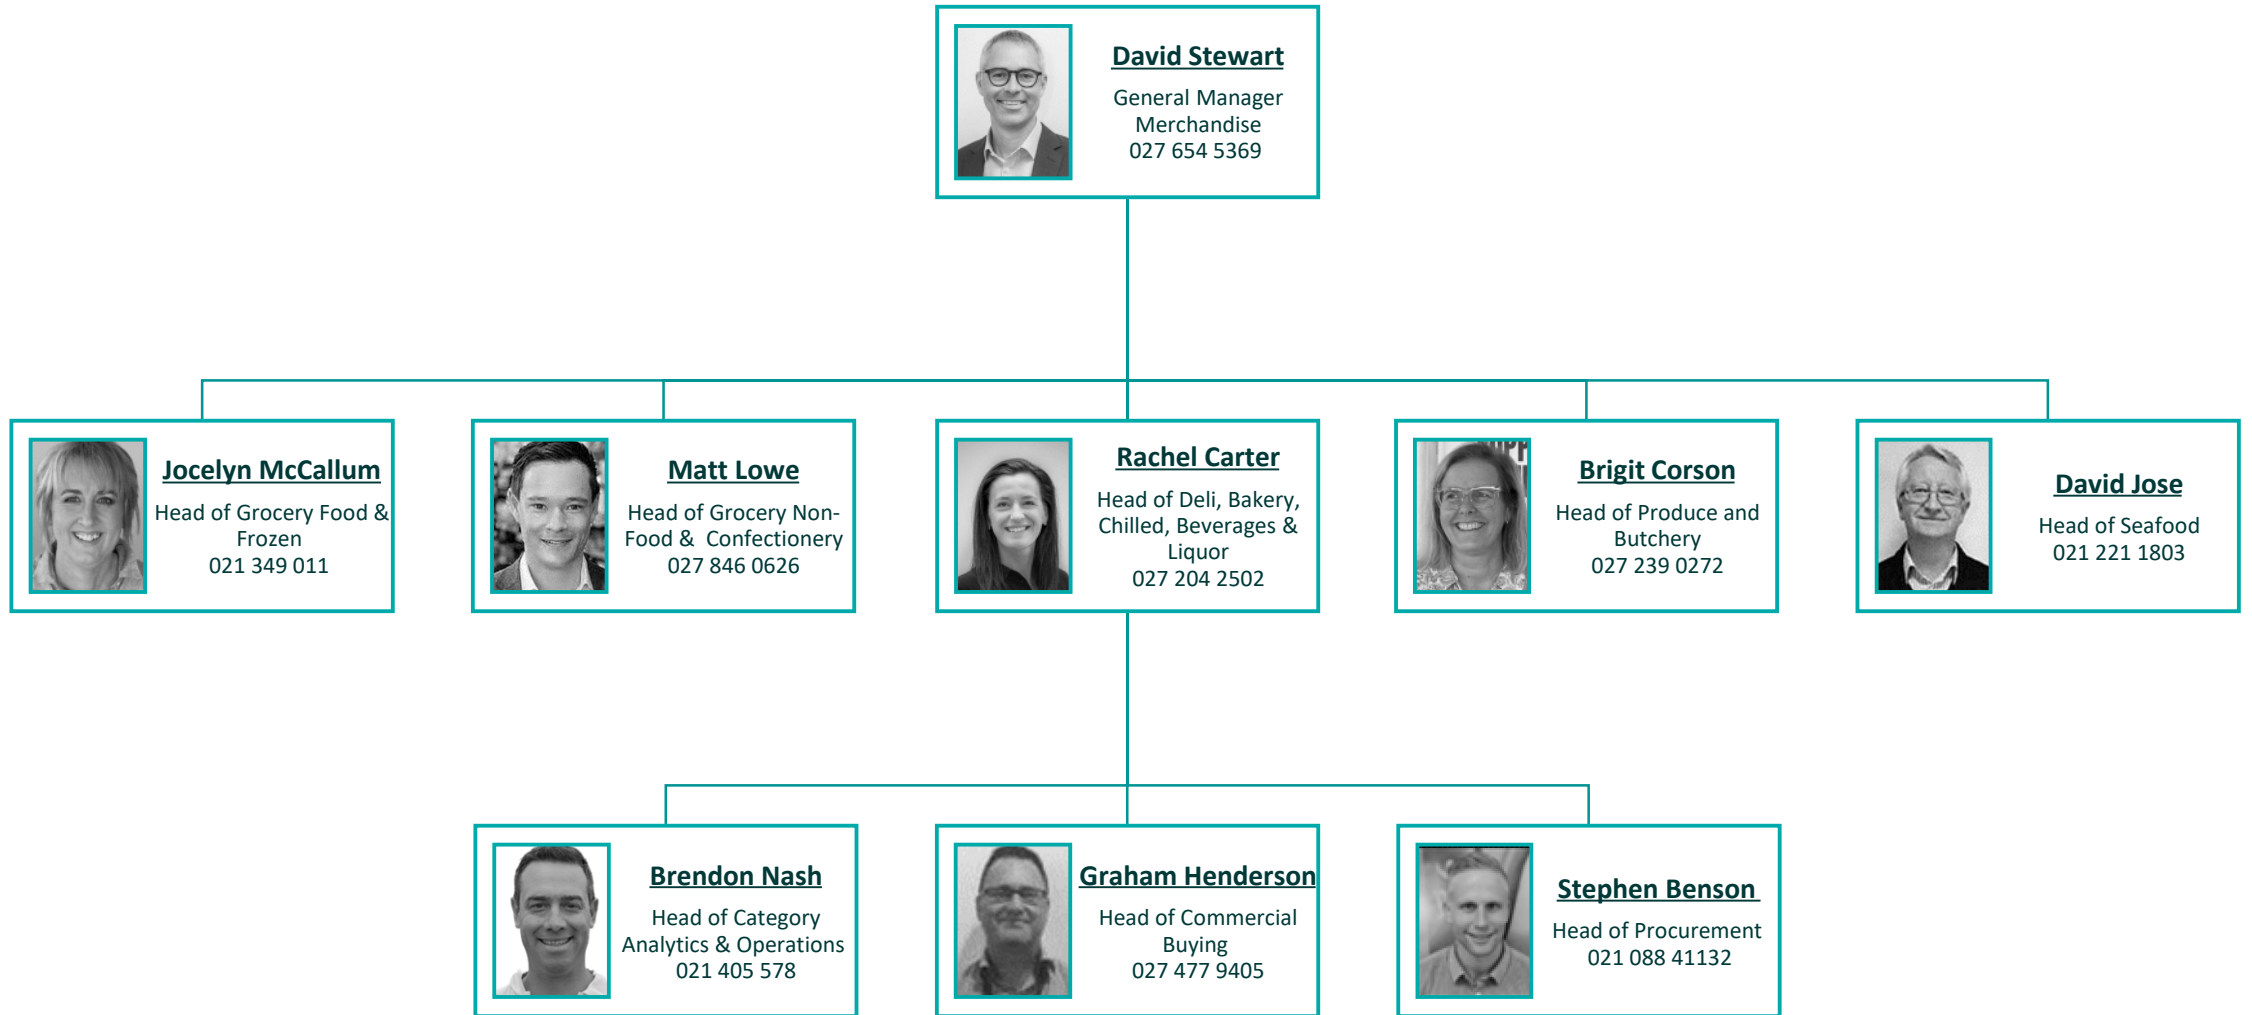 David Stewart
General Manager
Merchandise
027 654 5369
Jocelyn McCallum
Head of Grocery Food &
Frozen
021 349 011
Matt Lowe
Head of Grocery Non-
Food &  Confectionery
027 846 0626
Rachel Carter
Head of Deli, Bakery,
Chilled, Beverages &
Liquor
027 204 2502
Brigit Corson
Head of Produce and
Butchery
027 239 0272
David Jose
Head of Seafood
021 221 1803
Brendon Nash
Head of Category
Analytics & Operations
021 405 578
Graham Henderson
Head of Commercial
Buying
027 477 9405
Stephen Benson
Head of Procurement
021 088 41132